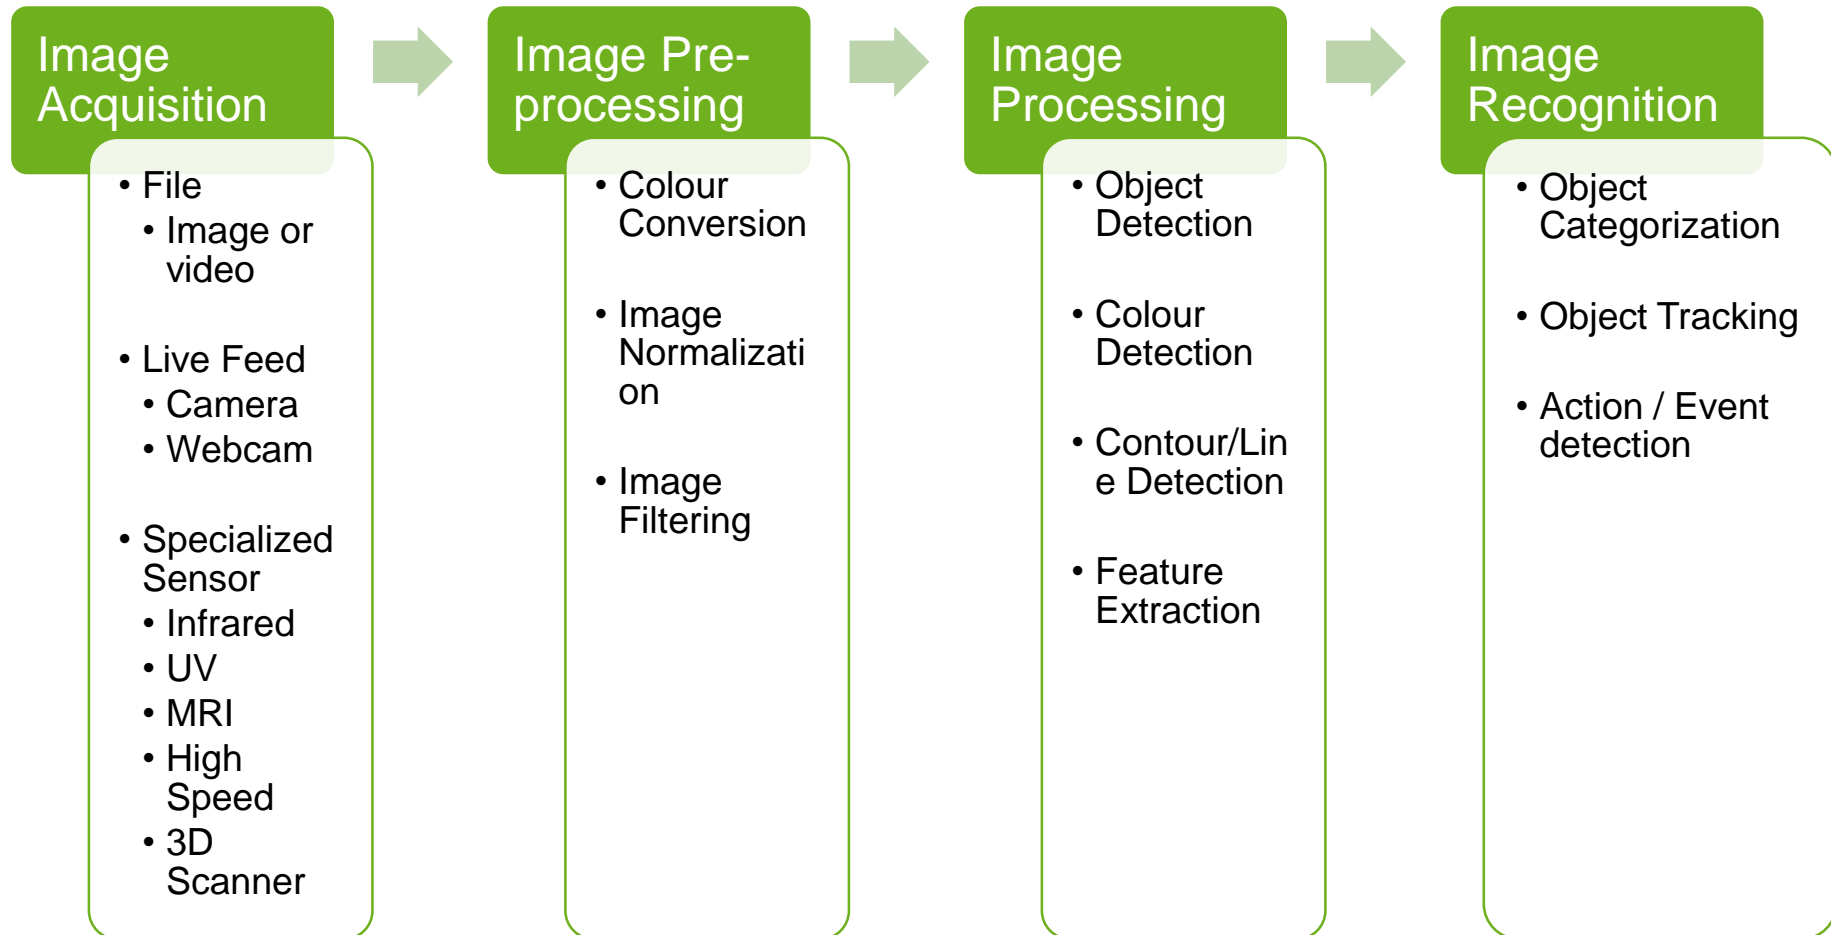 Image
Acquisition
• File
• Image or
video
• Live Feed
• Camera
• Webcam
• Specialized
Sensor
• Infrared
• UV
• MRI
• High
Speed
• 3D
Scanner
Image Pre-
processing
• Colour
Conversion
• Image
Normalizati
on
• Image
Filtering
Image
Processing
• Object
Detection
• Colour
Detection
• Contour/Lin
e Detection
• Feature
Extraction
Image
Recognition
• Object
Categorization
• Object Tracking
• Action / Event
detection